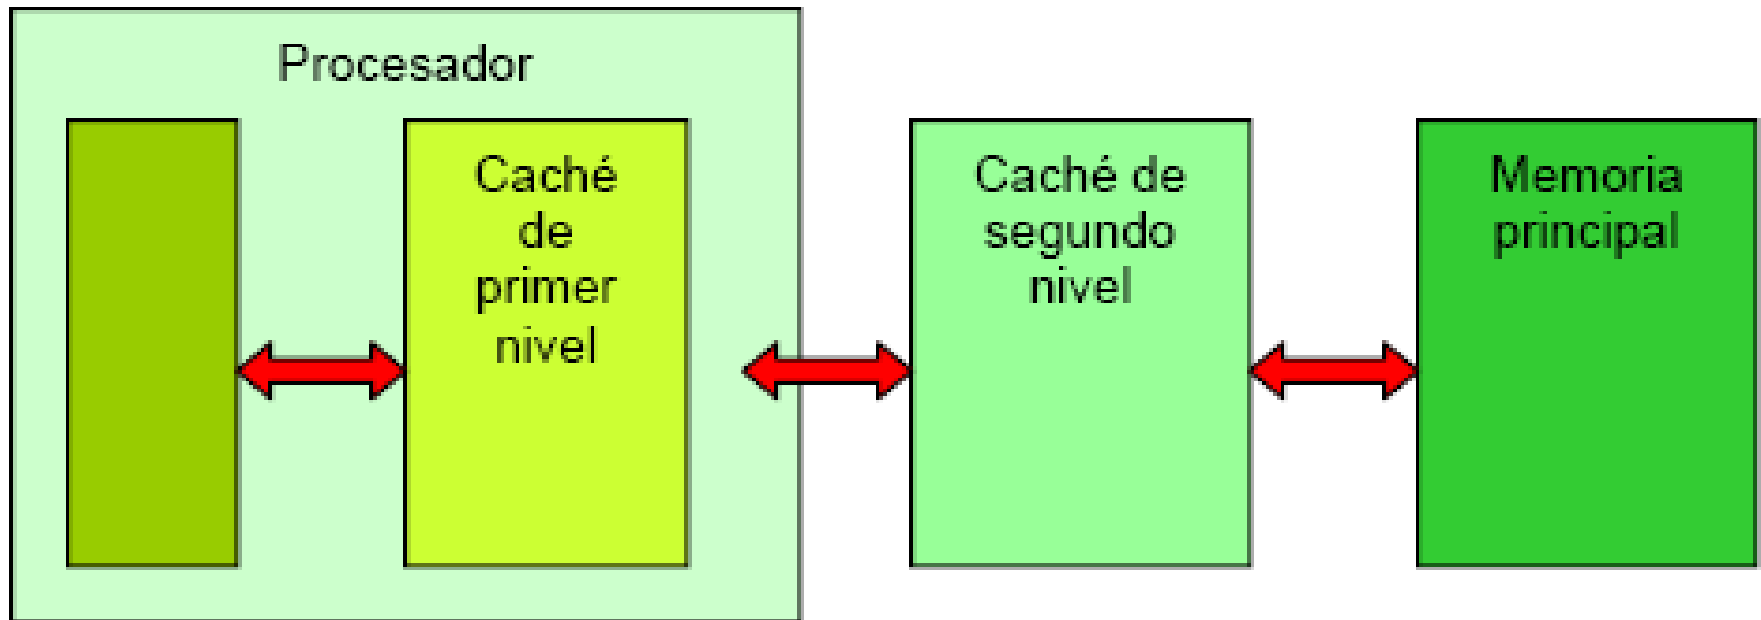 Procesador
Caché
de
primer
nivel
Caché de
segundo
nivel
Memoria
principal